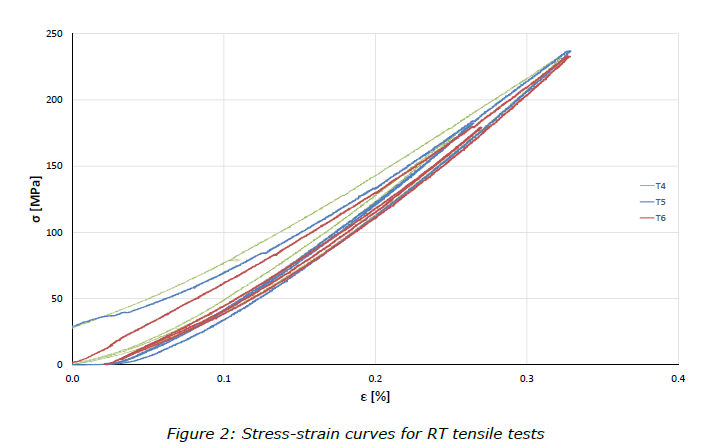 250
200
150
100
50
0
σ [MPa]
0.0 0.1 0.2 0.3 0.4
ε [%]
T4
T5
T6
Figure 2: Stress-strain curves for RT tensile tests